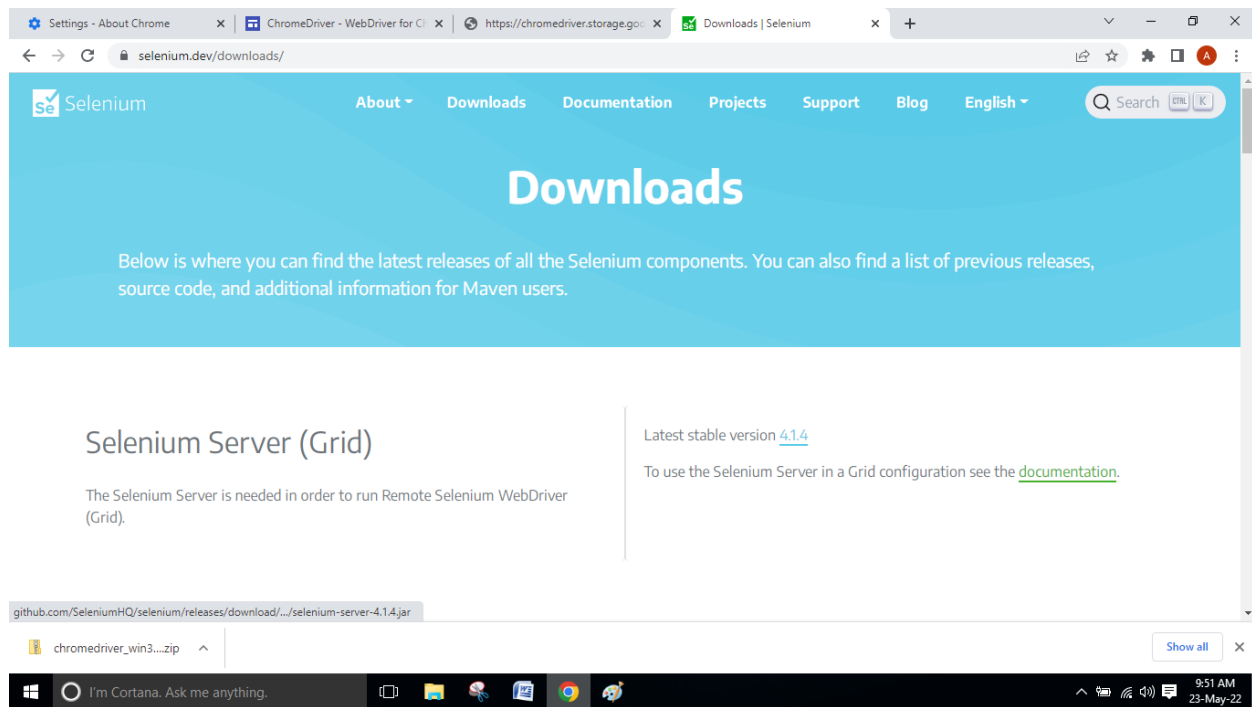 Settings - About Chrome
ChromeDriver - WebDriver for Ch
https://chromedriver.storage.goo
Downloads | Selenium
selenium.dev/downloads/
A
Se Selenium
About
Downloads
Documentation
Projects
Support
Blog
English
Search CTRL K
Downloads
Below is where you can find the latest releases of all the Selenium components. You can also find a list of previous releases,
source code, and additional information for Maven users.
Selenium Server (Grid)
The Selenium Server is needed in order to run Remote Selenium WebDriver
(Grid).
Latest stable version 4.1.4
To use the Selenium Server in a Grid configuration see the documentation.
github.com/SeleniumHQ/selenium/releases/download/.../selenium-server-4.1.4.jar
chromedriver_win3....zip
Show all
I'm Cortana. Ask me anything.
9:51 AM
23-May-22